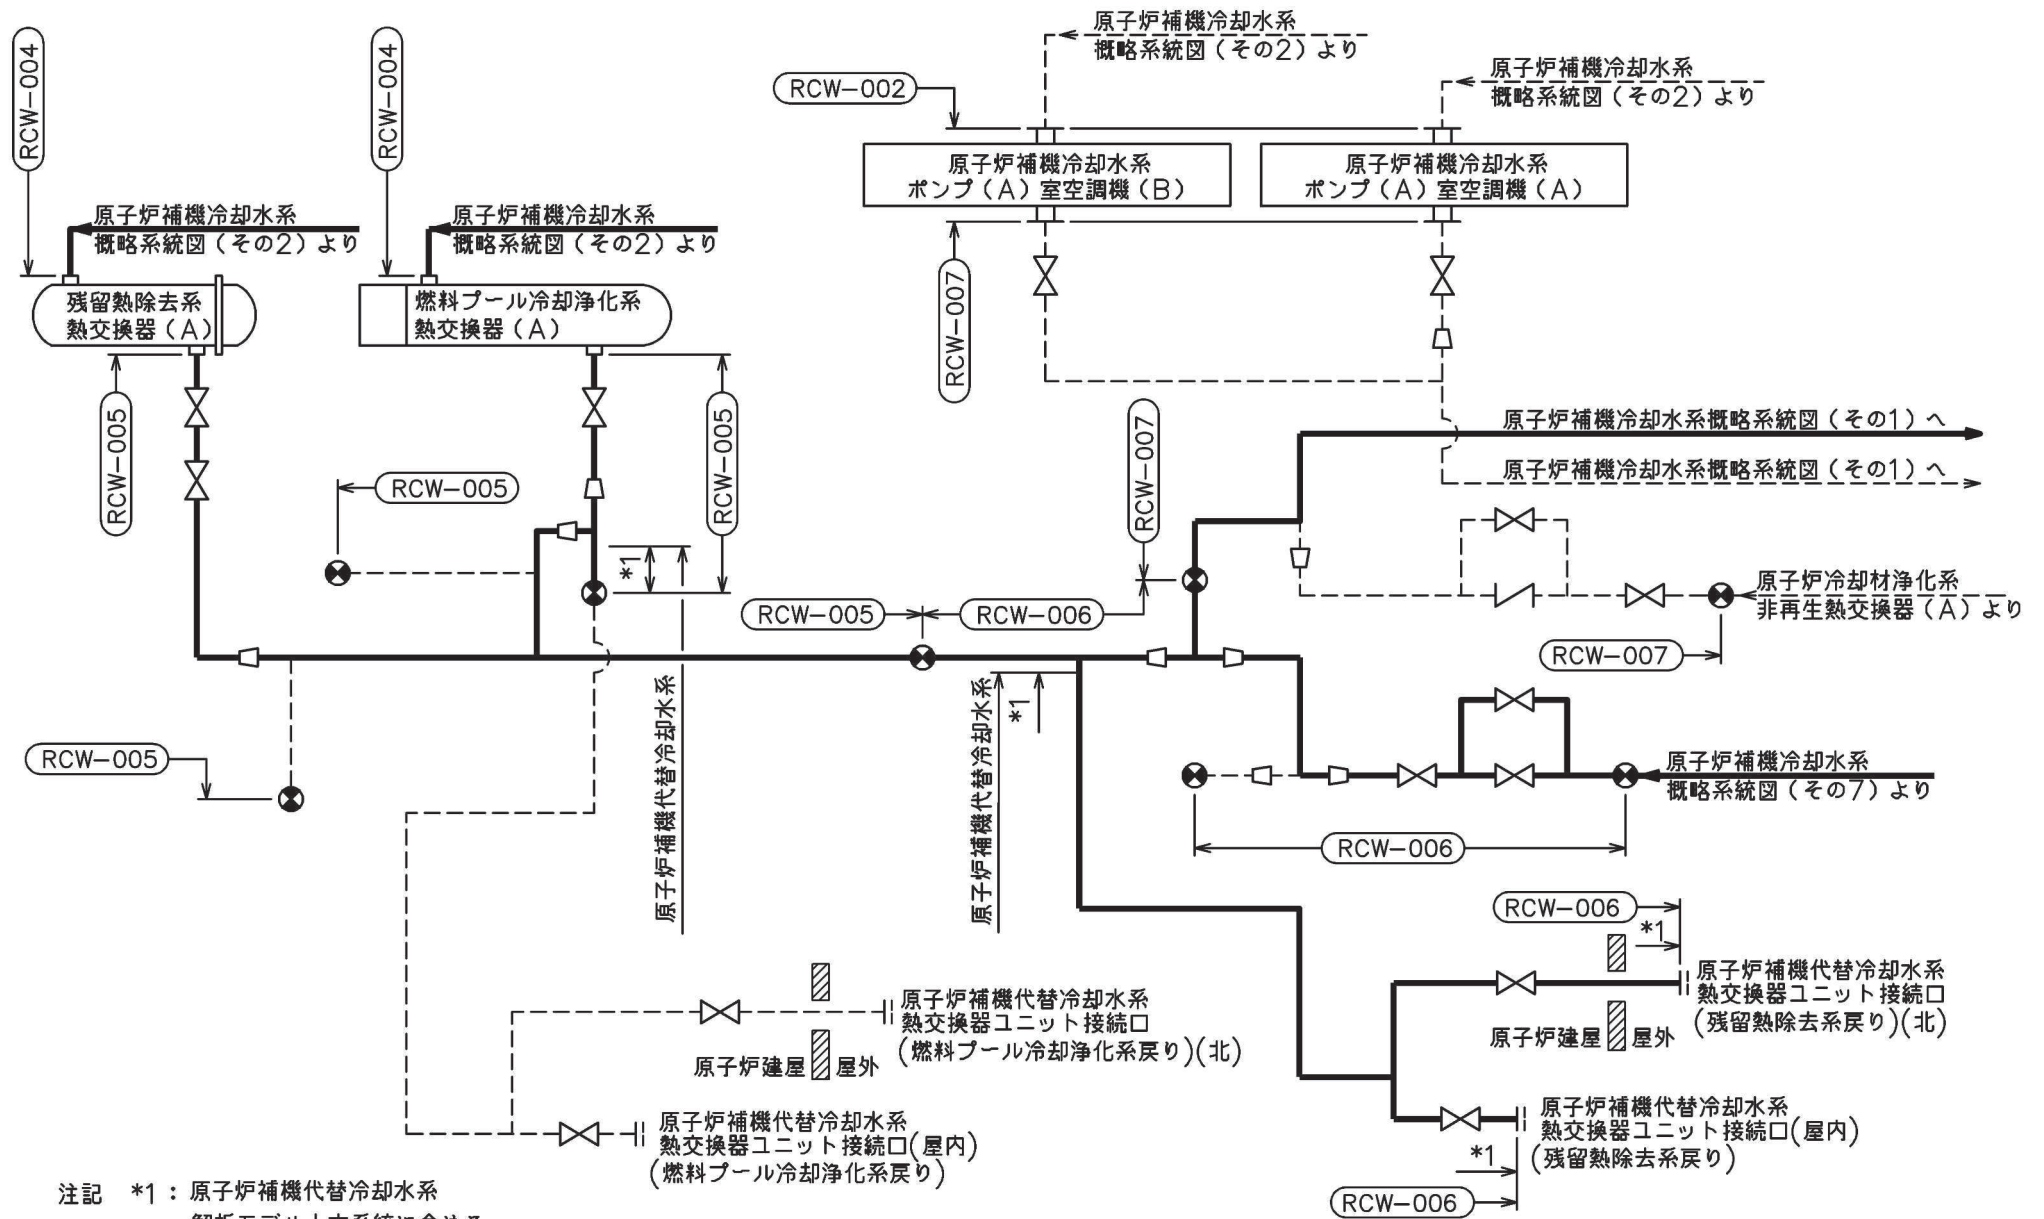 原子炉補機冷却水系
概略系統図（その2）より
原子炉補機冷却水系
概略系統図（その2）より
RCW-004
RCW-004
RCW-002
原子炉補機冷却水系
ポンプ（A）室空調機（B）
原子炉補機冷却水系
ポンプ（A）室空調機（A）
原子炉補機冷却水系
概略系統図（その2）より
原子炉補機冷却水系
概略系統図（その2）より
残留熱除去系
熱交換器（A）
燃料プール冷却浄化系
熱交換器（A）
RCW-007
RCW-005
RCW-005
RCW-005
RCW-007
原子炉補機冷却水系概略系統図（その1）へ
原子炉補機冷却水系概略系統図（その1）へ
*1
原子炉冷却材浄化系
非再生熱交換器（A）より
RCW-005
RCW-006
RCW-007
原子炉補機代替冷却水系
原子炉補機代替冷却水系
*1
RCW-005
原子炉補機冷却水系
概略系統図（その7）より
RCW-006
RCW-006
*1
原子炉補機代替冷却水系
熱交換器ユニット接続口
(残留熱除去系戻り)(北)
原子炉建屋
屋外
原子炉補機代替冷却水系
熱交換器ユニット接続口
(燃料プール冷却浄化系戻り)(北)
原子炉建屋
屋外
原子炉補機代替冷却水系
熱交換器ユニット接続口(屋内)
(残留熱除去系戻り)
*1
RCW-006
原子炉補機代替冷却水系
熱交換器ユニット接続口(屋内)
(燃料プール冷却浄化系戻り)
注記 *1：原子炉補機代替冷却水系